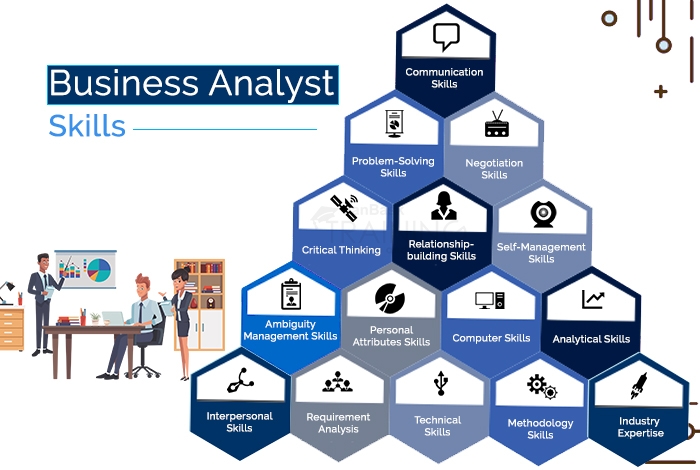 Business Analyst
Skills
Communication
Skills
Problem-Solving
Skills
Negotiation
Skills
Critical Thinking
Relationship-
building Skills
Self-Management
Skills
Ambiguity
Management Skills
Personal
Attributes Skills
Computer Skills
Analytical Skills
Interpersonal
Skills
Requirement
Analysis
Technical
Skills
Methodology
Skills
Industry
Expertise